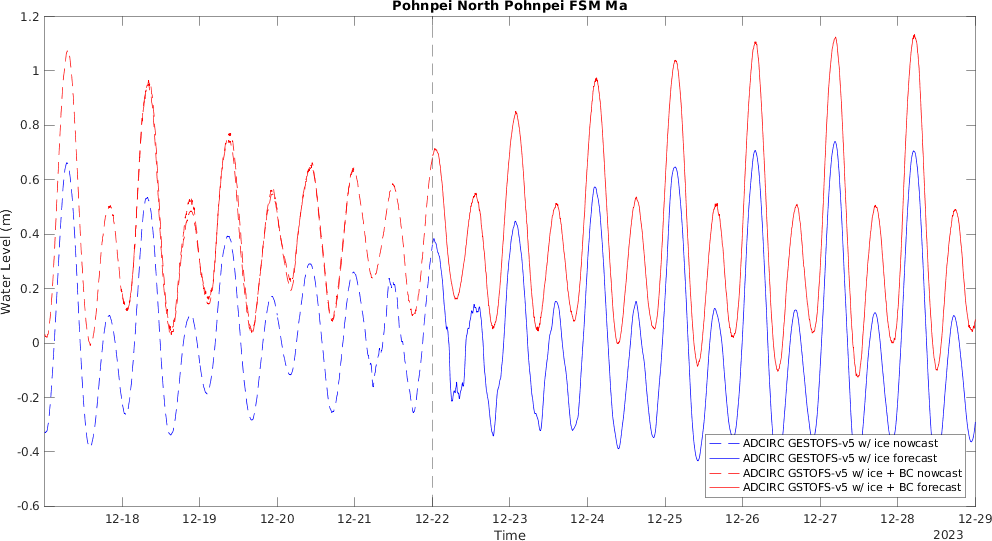 Pohnpei North Pohnpei FSM Ma
1.2
1
0.8
0.6
0.4
0.2
0
-0.2
-0.4
-0.6
Water Level (m)
ADCIRC GESTOFS-v5 w/ ice nowcast
ADCIRC GESTOFS-v5 w/ ice forecast
ADCIRC GSTOFS-v5 w/ ice + BC nowcast
ADCIRC GSTOFS-v5 w/ ice + BC forecast
12-18 12-19 12-20 12-21 12-22 12-23 12-24 12-25 12-26 12-27 12-28 12-29
Time
2023